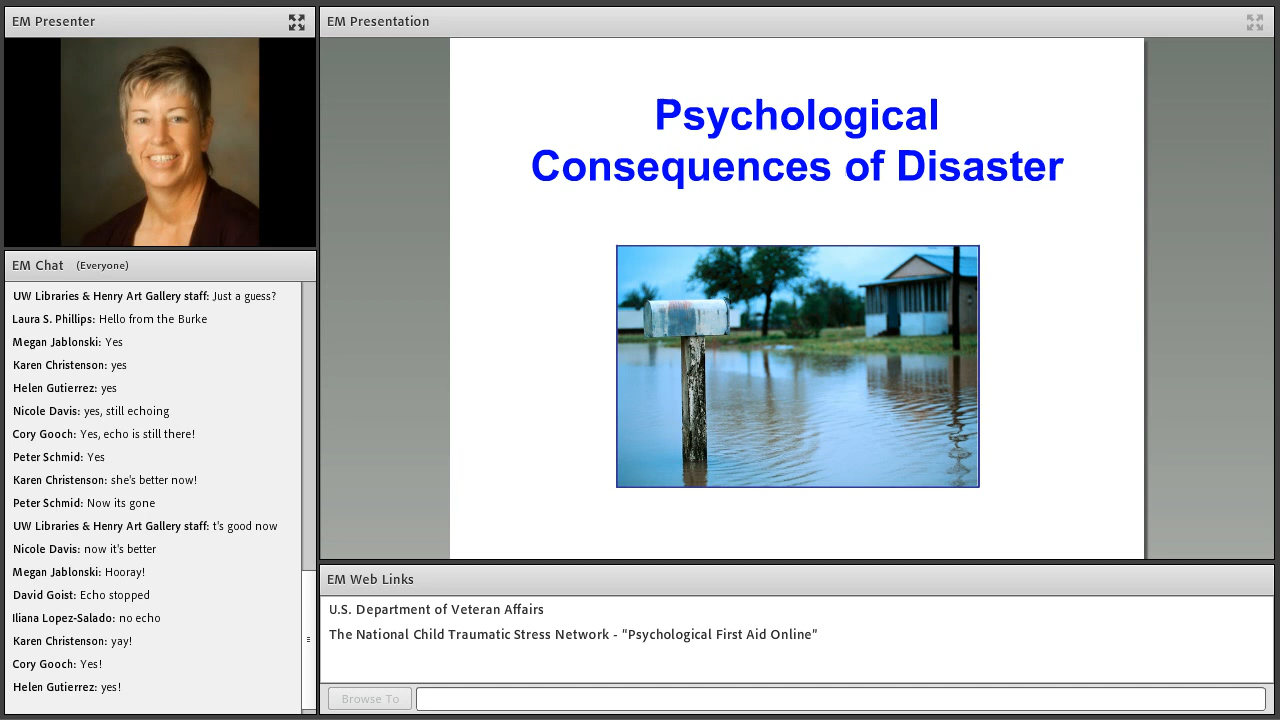 EM Presenter
EM Chat (Everyone)
UW Libraries & Henry Art Gallery staff: Just a guess?
Laura S. Phillips: Hello from the Burke
Megan Jablonski: Yes
Karen Christenson: yes
Helen Gutierrez: yes
Nicole Davis: yes, still echoing
Cory Gooch: Yes, echo is still there!
Peter Schmid: Yes
Karen Christenson: she's better now!
Peter Schmid: Now its gone
UW Libraries & Henry Art Gallery staff: t's good now
Nicole Davis: now it's better
Megan Jablonski: Hooray!
David Goist: Echo stopped
Iliana Lopez-Salado: no echo
Karen Christenson: yay!
Cory Gooch: Yes!
Helen Gutierrez: yes!
EM Presentation
Psychological
Consequences of Disaster
EM Web Links
U.S. Department of Veteran Affairs
The National Child Traumatic Stress Network - "Psychological First Aid Online"
Browse To